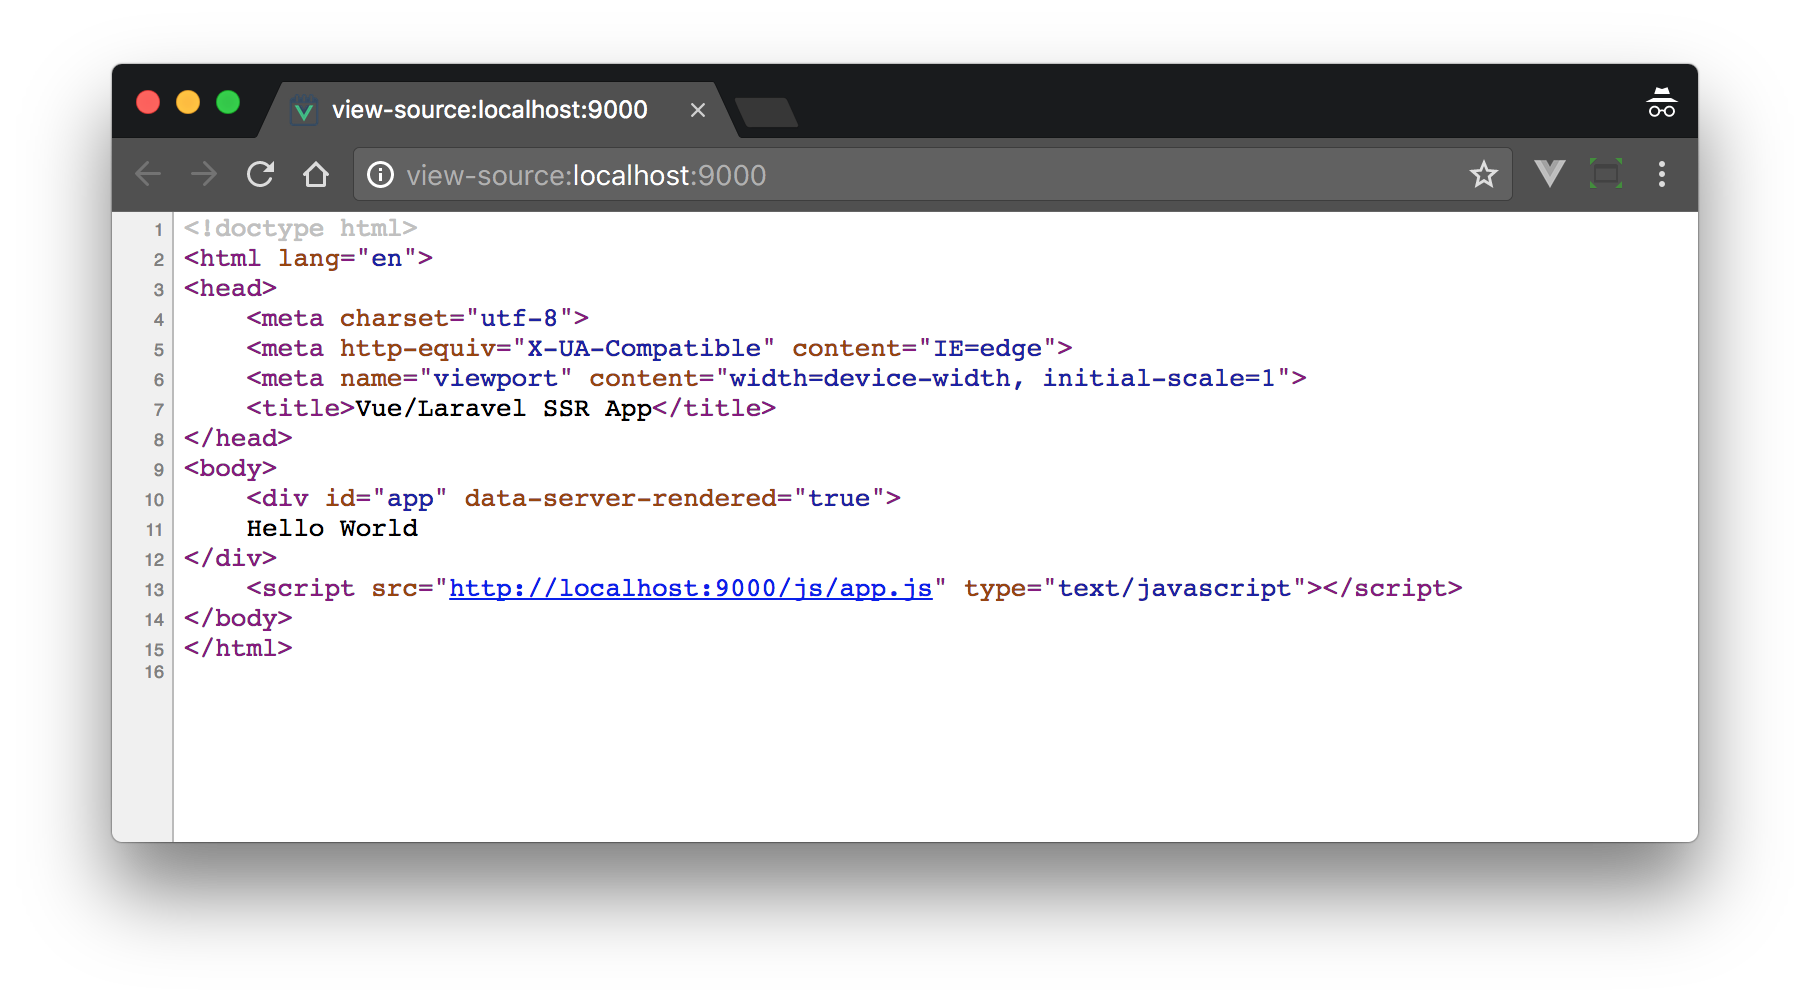 view-source:localhost:9000
view-source:localhost:9000
1 <!doctype html>
2 <html lang="en">
3 <head>
4     <meta charset="utf-8">
5     <meta http-equiv="X-UA-Compatible" content="IE=edge">
6     <meta name="viewport" content="width=device-width, initial-scale=1">
7     <title>Vue/Laravel SSR App</title>
8 </head>
9 <body>
10     <div id="app" data-server-rendered="true">
11     Hello World
12 </div>
13     <script src="http://localhost:9000/js/app.js" type="text/javascript"></script>
14 </body>
15 </html>
16